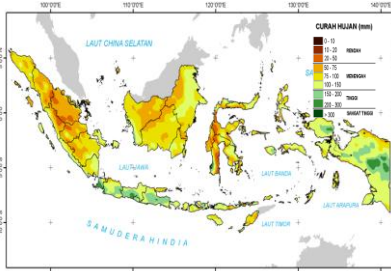 100°0'0"E
110°0'0"E
120°0'0"E
130°0'0"E
140°0'0"E
LAUT CHINA SELATAN
CURAH HUJAN (mm)
0 - 10
10 - 20
20 - 50
RENDAH
50 - 75
75 - 100
100 - 150
MENENGAH
150 - 200
200 - 300
TINGGI
> 300
SANGAT TINGGI
LAUT JAWA
LAUT BANDA
LAUT ARAFURA
SAMUDERA HINDIA
LAUT TIMOR